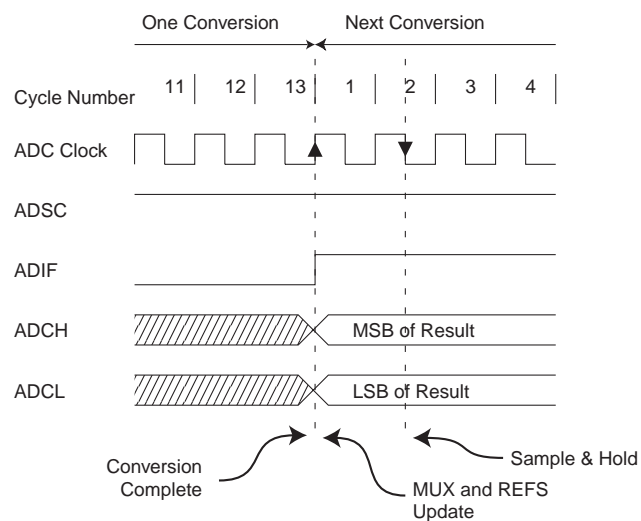 One Conversion Next Conversion
Cycle Number 11 12 13 1 2 3 4
ADC Clock
ADSC
ADIF
ADCH MSB of Result
ADCL LSB of Result
Conversion
Complete
MUX and REFS
Update
Sample & Hold